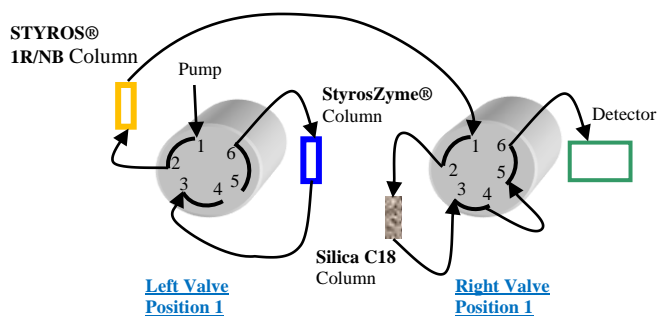 STYROS®
1R/NB Column
Pump
StyrosZyme®
Column
Detector
1
2
3
4
5
6
1
2
3
4
5
6
Silica C18
Column
Left Valve
Position 1
Right Valve
Position 1